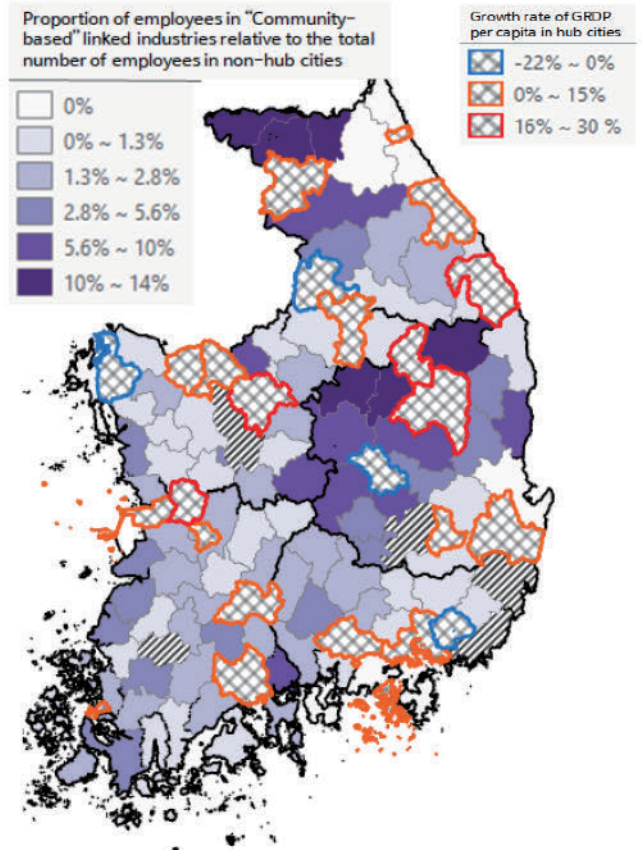 Proportion of employees in “Community-
based” linked industries relative to the total
number of employees in non-hub cities
0%
0% ~ 1.3%
1.3% ~ 2.8%
2.8% ~ 5.6%
5.6% ~ 10%
10% ~ 14%
Growth rate of GRDP
per capita in hub cities
-22% ~ 0%
0% ~ 15%
16% ~ 30 %